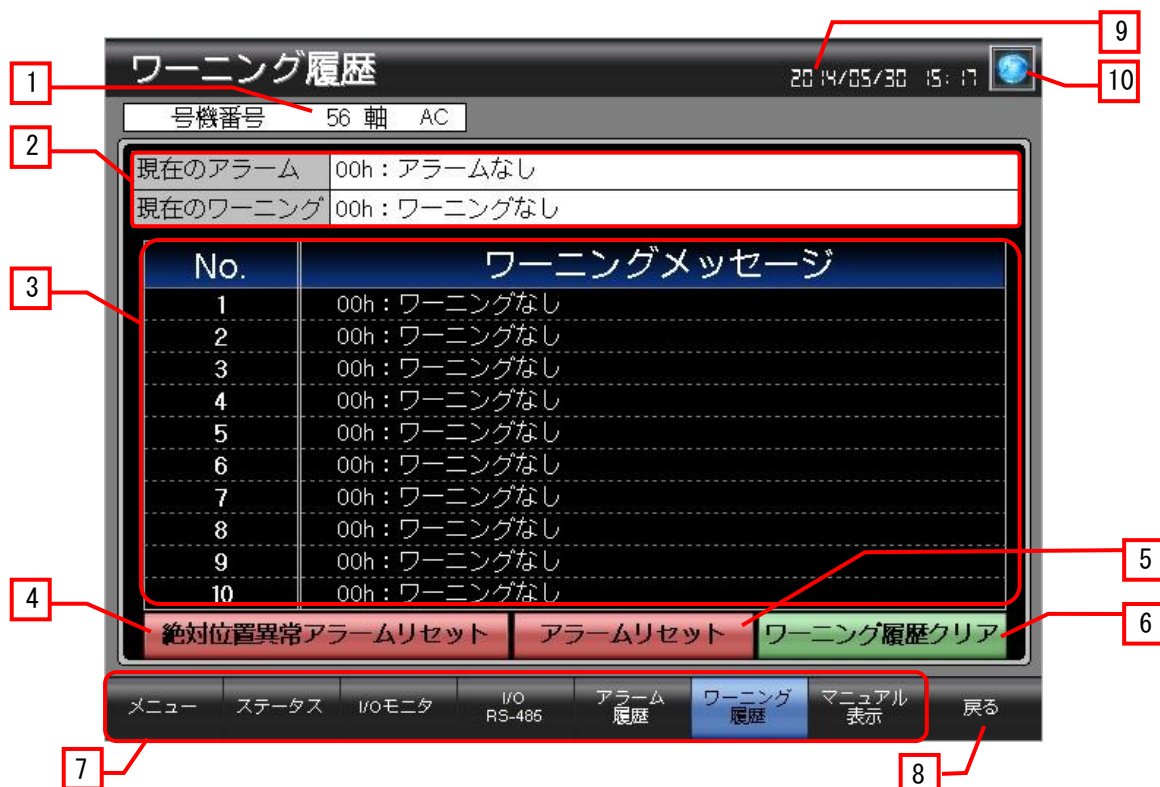 9
ワーニング履歴
2014/05/30 15:17
1
10
号機番号 56 軸 AC
2
現在のアラーム 00h:アラームなし
現在のワーニング 00h:ワーニングなし
No. ワーニングメッセージ
3
1 00h:ワーニングなし
2 00h:ワーニングなし
3 00h:ワーニングなし
4 00h:ワーニングなし
5 00h:ワーニングなし
6 00h:ワーニングなし
7 00h:ワーニングなし
8 00h:ワーニングなし
9 00h:ワーニングなし
10 00h:ワーニングなし
5
4
絶対位置異常アラームリセット アラームリセット ワーニング履歴クリア
6
メニュー ステータス I/Oモニタ I/O RS-485 アラーム履歴 ワーニング履歴 マニュアル表示 戻る
7
8